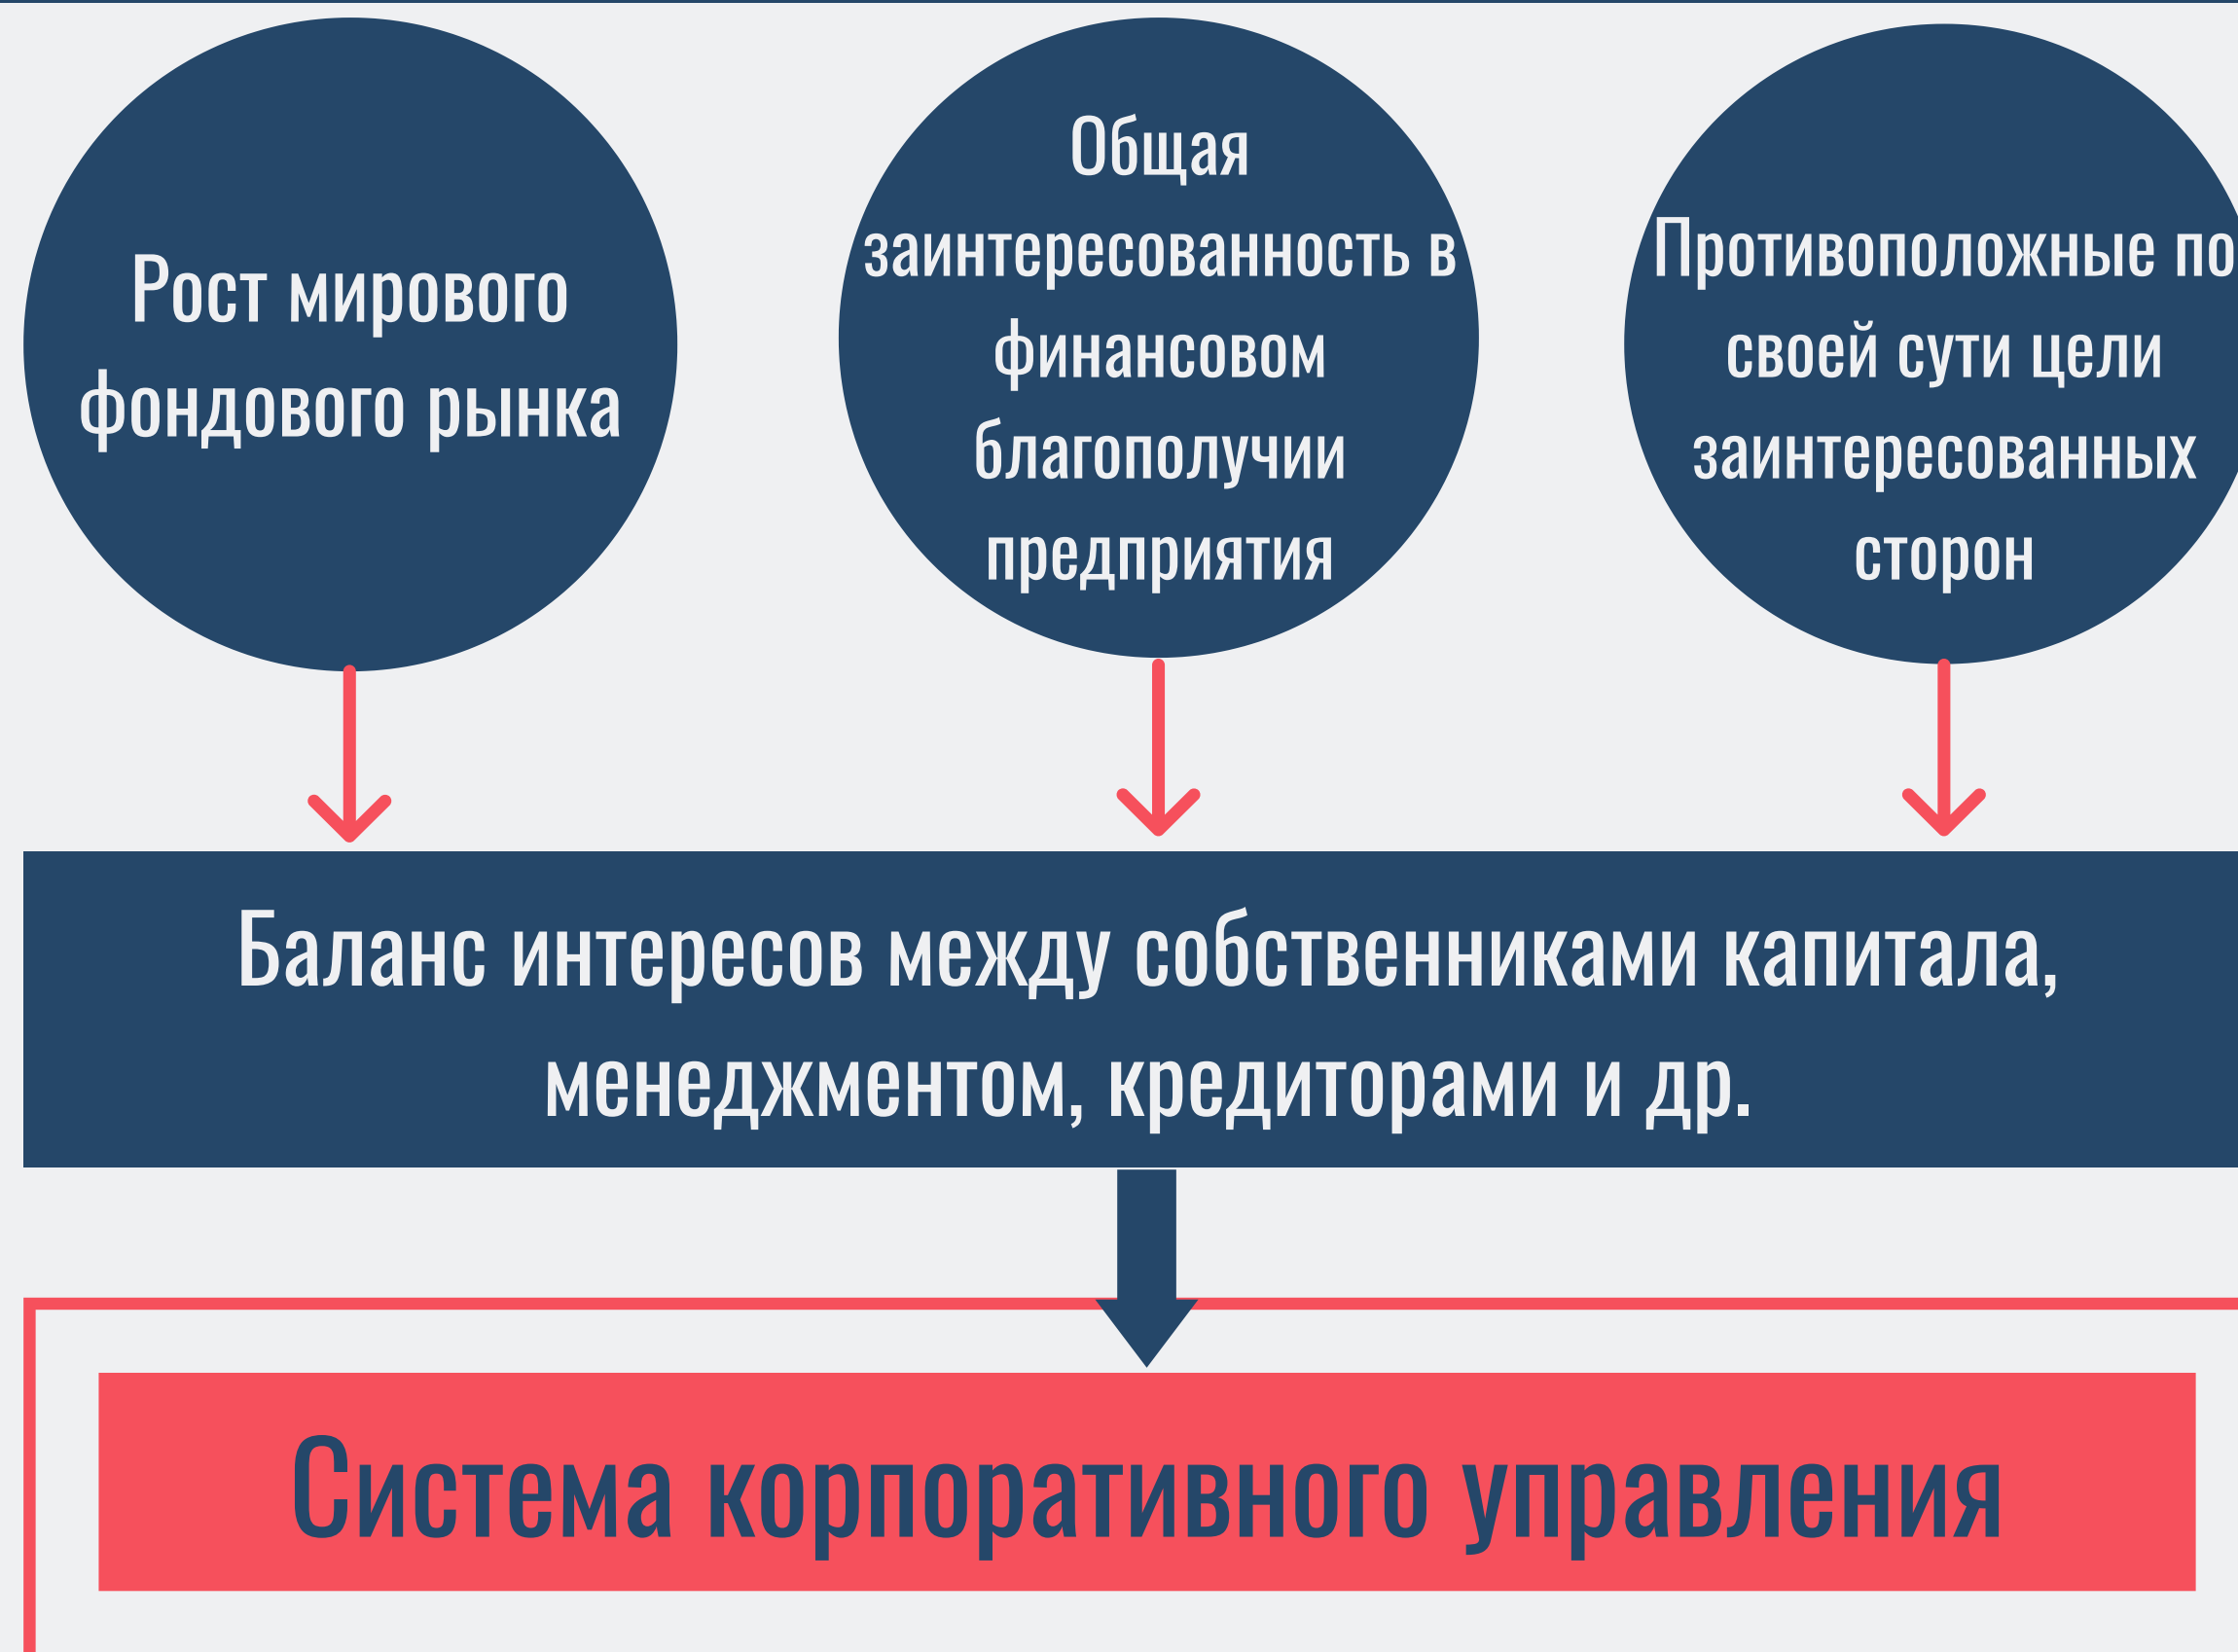 Рост мирового
фондового рынка
Общая
заинтересованность в
финансовом
благополучии
предприятия
Противоположные по
своей сути цели
заинтересованных
сторон
Баланс интересов между собственниками капитала,
менеджментом, кредиторами и др.
Система корпоративного управления